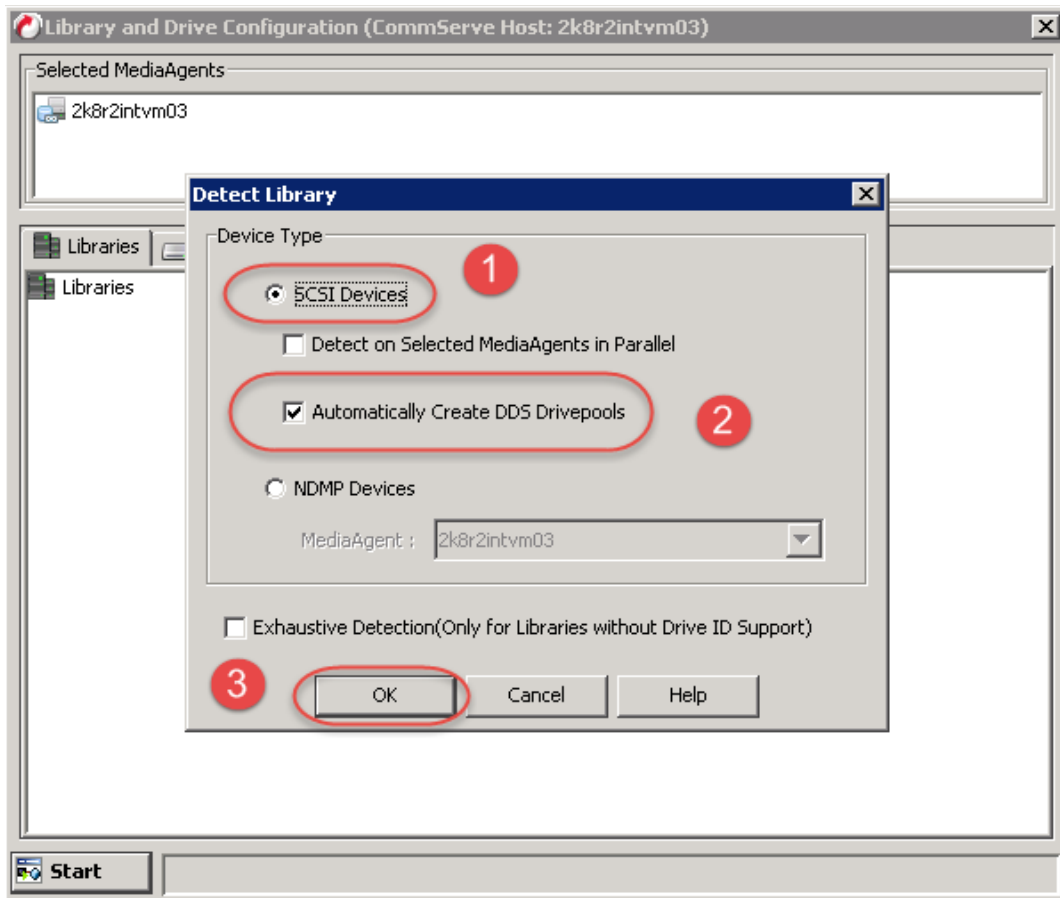 Library and Drive Configuration (CommServe Host: 2k8r2intvm03)
Selected MediaAgents
2k8r2intvm03
Detect Library
Libraries
Libraries
Device Type
1
SCSI Devices
Detect on Selected MediaAgents in Parallel
Automatically Create DDS Drivepools
2
NDMP Devices
MediaAgent :
2k8r2intvm03
Exhaustive Detection(Only for Libraries without Drive ID Support)
3
OK
Cancel
Help
Start